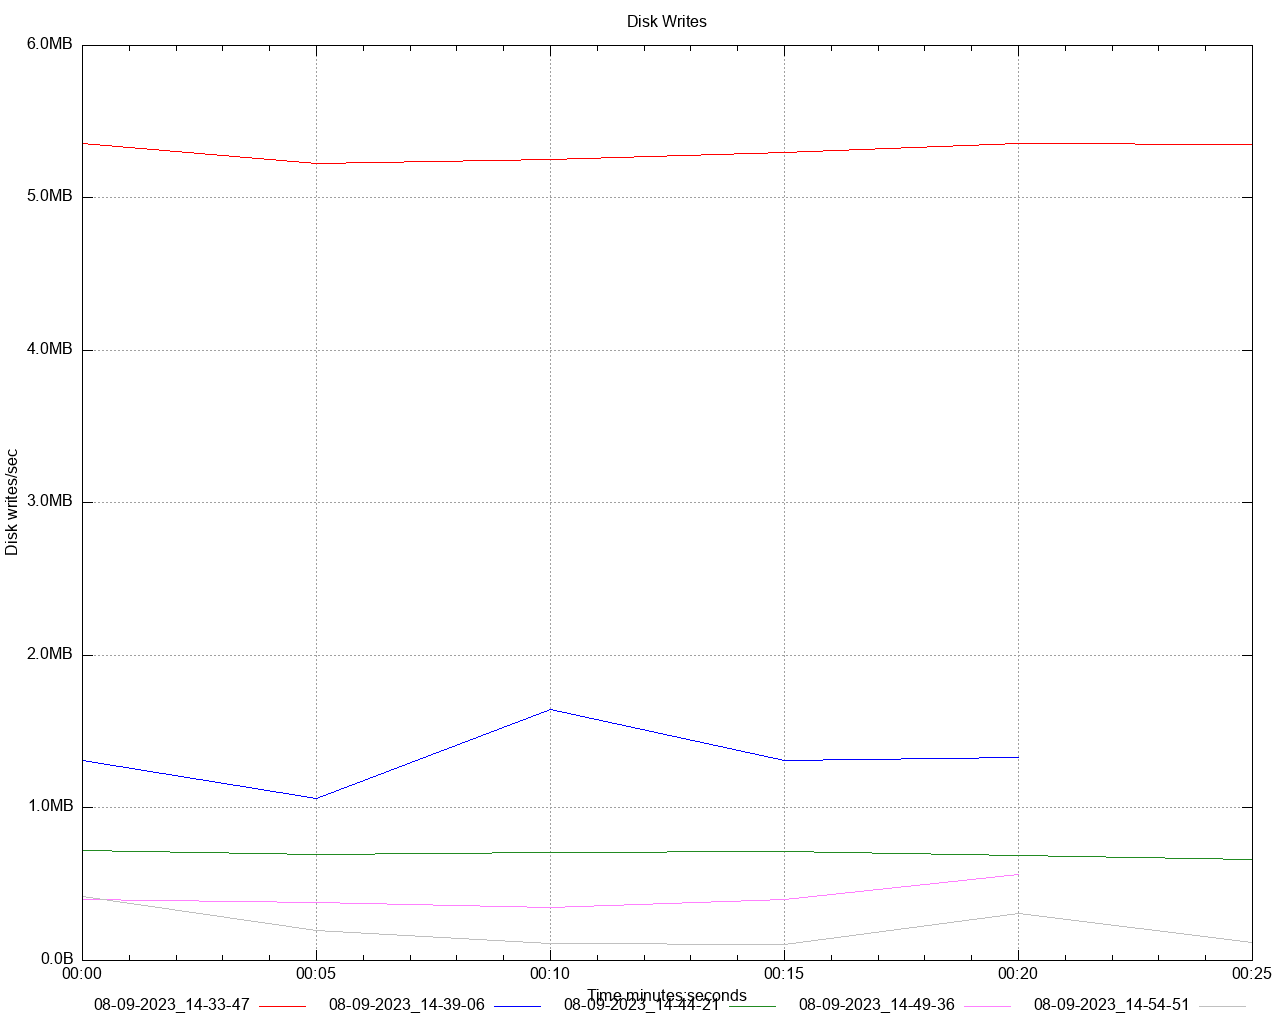 Disk Writes
6.0MB
5.0MB
4.0MB
3.0MB
2.0MB
1.0MB
0.0B
Disk writes/sec
00:00 00:05 00:10 00:15 00:20 00:25
Time minutes:seconds
08-09-2023_14-33-47 08-09-2023_14-39-06 08-09-2023_14-44-21 08-09-2023_14-49-36 08-09-2023_14-54-51